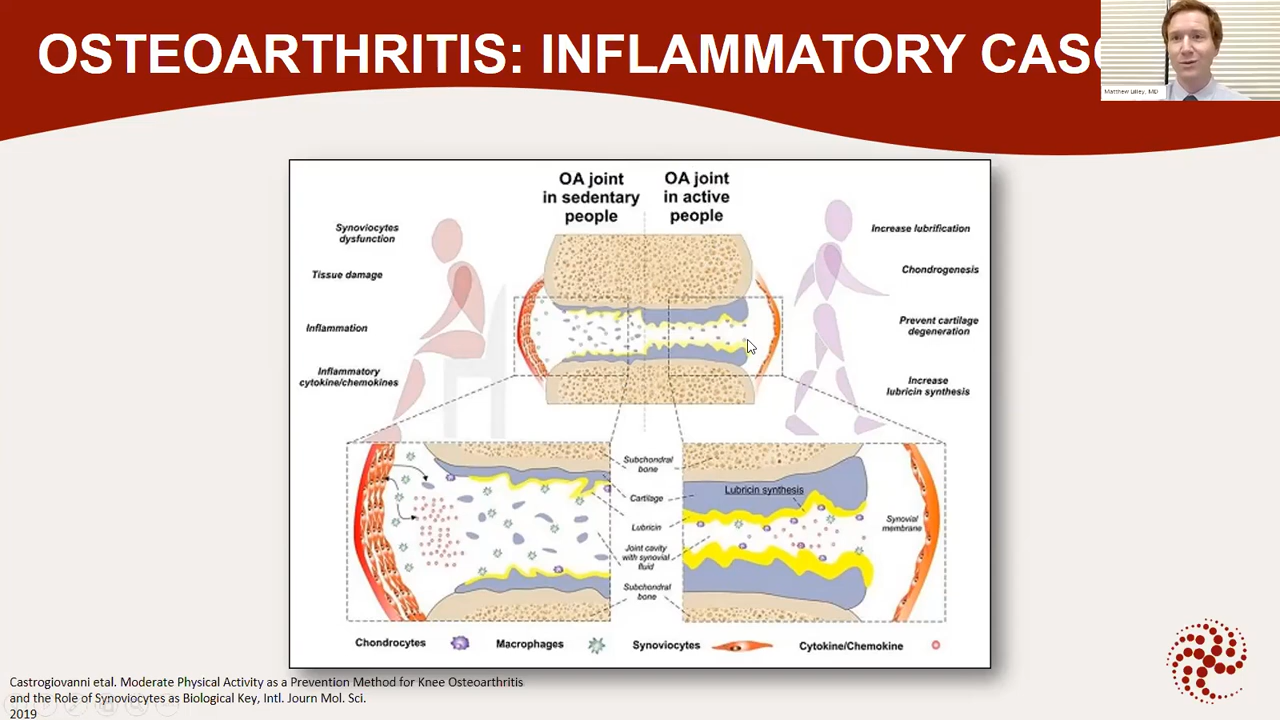 OSTEOARTHRITIS: INFLAMMATORY CASC
Matthew Lilley, MD
OA joint
in sedentary
people
OA joint
in active
people
Synoviocytes
dysfunction
Tissue damage
Inflammation
Inflammatory
cytokine/chemokines
Increase lubrification
Chondrogenesis
Prevent cartilage
degeneration
Increase
lubricin synthesis
Subchondral
bone
Cartilage
Lubricin
Joint cavity
with synovial
fluid
Subchondral
bone
Lubricin synthesis
Synovial
membrane
Chondrocytes
Macrophages
Synoviocytes
Cytokine/Chemokine
Castrogiovanni etal. Moderate Physical Activity as a Prevention Method for Knee Osteoarthritis
and the Role of Synoviocytes as Biological Key, Intl. Journ Mol. Sci.
2019